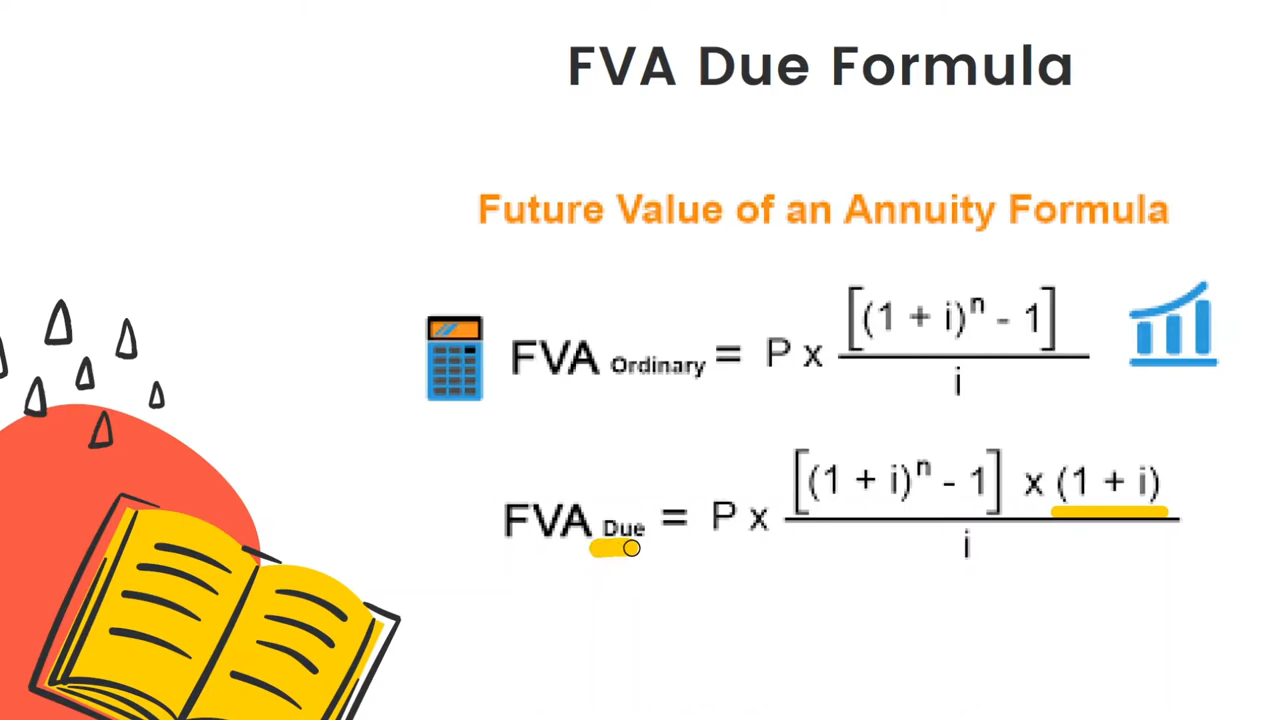 FVA Due Formula
Future Value of an Annuity Formula
FVA Ordinary = P x [(1 + i)^n - 1] / i
FVA Due = P x [(1 + i)^n - 1] x (1 + i) / i